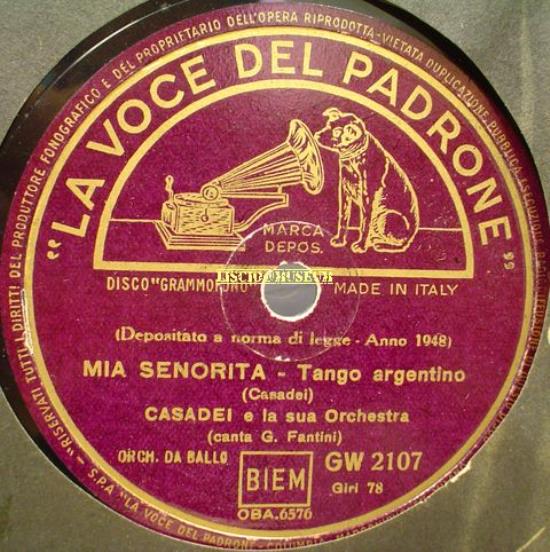 "RISERVATI TUTTI I DIRITTI DEL PRODUTTORE FONOGRAFICO E DEL PROPRIETARIO DELL'OPERA RIPRODOTTA - VIETATA DUPLICAZIONE, PUBBLICA ESECUZIONE
"LA VOCE DEL PADRONE"
MARCA
DEPOS.
DISCO "GRAMMOFONO" MADE IN ITALY
(Depositato a norma di legge - Anno 1948)
MIA SENORITA - Tango argentino
(Casadei)
CASADEI e la sua Orchestra
(canta G. Fantini)
ORCH. DA BALLO BIEM GW 2107
Giri 78
OBA.6576
S.P.A. "LA VOCE DEL PADRONE - COLUMBIA